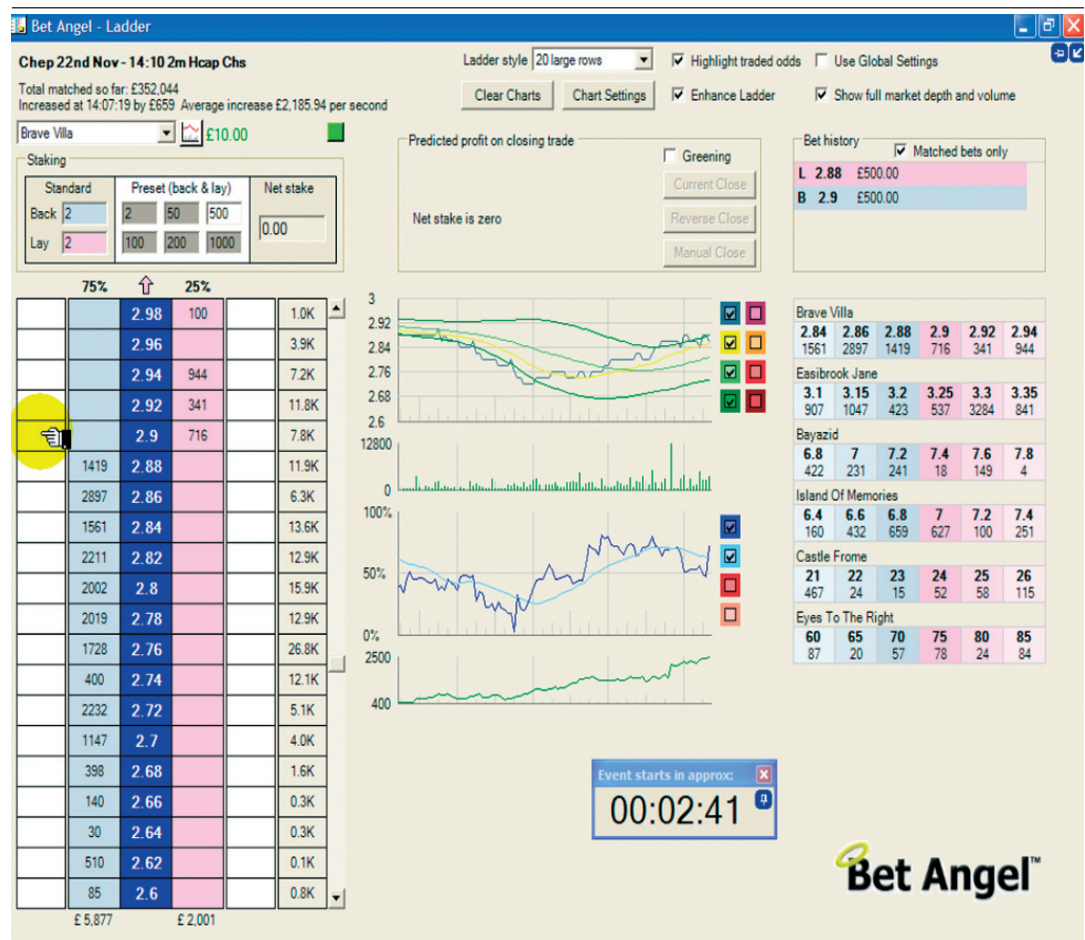 Bet Angel - Ladder
Chep 22nd Nov - 14:10 2m Hcap Chs
Total matched so far: £352,044
Increased at 14:07:19 by £659 Average increase £2,185.94 per second
Ladder style 20 large rows
Highlight traded odds Use Global Settings
Clear Charts Chart Settings Enhance Ladder Show full market depth and volume
Brave Villa £10.00
Staking
Standard Preset (back & lay) Net stake
Back 2 2 50 500
0.00
Lay 2 100 200 1000
Predicted profit on closing trade
Greening
Current Close
Net stake is zero Reverse Close
Manual Close
Bet history Matched bets only
L 2.88 £500.00
B 2.9 £500.00
75% 25%
2.98 100 1.0K
2.96 3.9K
2.94 944 7.2K
2.92 341 11.8K
2.9 716 7.8K
1419 2.88 11.9K
2897 2.86 6.3K
1561 2.84 13.6K
2211 2.82 12.9K
2002 2.8 15.9K
2019 2.78 12.9K
1728 2.76 26.8K
400 2.74 12.1K
2232 2.72 5.1K
1147 2.7 4.0K
398 2.68 1.6K
140 2.66 0.3K
30 2.64 0.3K
510 2.62 0.1K
85 2.6 0.8K
£ 5,877 £ 2,001
3
2.92
2.84
2.76
2.68
2.6
12800
0
100%
50%
0%
2500
400
Brave Villa
2.84 2.86 2.88 2.9 2.92 2.94
1561 2897 1419 716 341 944
Easibrook Jane
3.1 3.15 3.2 3.25 3.3 3.35
907 1047 423 537 3284 841
Bayazid
6.8 7 7.2 7.4 7.6 7.8
422 231 241 18 149 4
Island Of Memories
6.4 6.6 6.8 7 7.2 7.4
160 432 659 627 100 251
Castle Frome
21 22 23 24 25 26
467 24 15 52 58 115
Eyes To The Right
60 65 70 75 80 85
87 20 57 78 24 84
Event starts in approx:
00:02:41
Bet Angel™